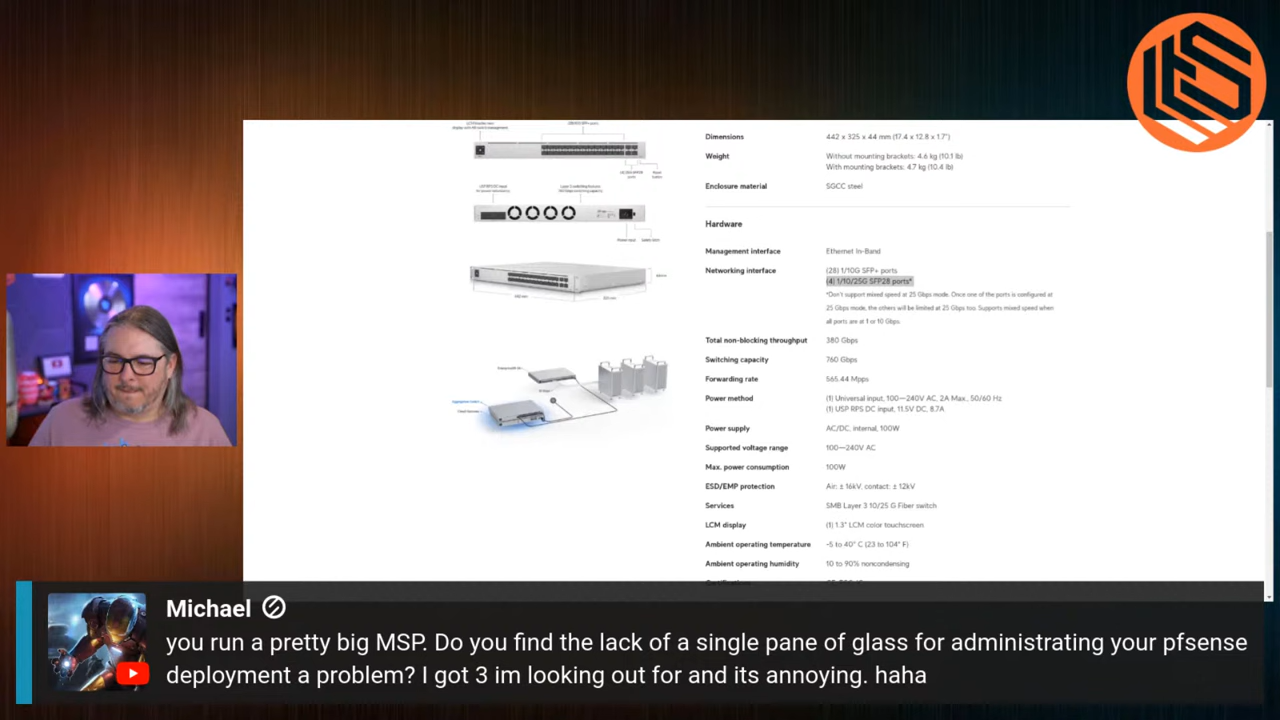 Dimensions 442 x 325 x 44 mm (17.4 x 12.8 x 1.7")
Weight Without mounting brackets: 4.6 kg (10.1 lb)
With mounting brackets: 4.7 kg (10.4 lb)
Enclosure material SGCC steel
Hardware
Management interface Ethernet In-Band
Networking interface (28) 1/10G SFP+ ports
(4) 1/10/25G SFP28 ports*
*Don't support mixed speed at 25 Gbps mode. Once one of the ports is configured at
25 Gbps mode, the others will be limited at 25 Gbps too. Supports mixed speed when
all ports are at 1 or 10 Gbps.
Total non-blocking throughput 380 Gbps
Switching capacity 760 Gbps
Forwarding rate 565.44 Mpps
Power method (1) Universal input, 100—240V AC, 2A Max., 50/60 Hz
(1) USP RPS DC input, 11.5V DC, 8.7A
Power supply AC/DC, internal, 100W
Supported voltage range 100—240V AC
Max. power consumption 100W
ESD/EMP protection Air: ± 16kV, contact: ± 12kV
Services SMB Layer 3 10/25 G Fiber switch
LCM display (1) 1.3" LCM color touchscreen
Ambient operating temperature -5 to 40° C (23 to 104° F)
Ambient operating humidity 10 to 90% noncondensing
Michael
you run a pretty big MSP. Do you find the lack of a single pane of glass for administrating your pfsense
deployment a problem? I got 3 im looking out for and its annoying. haha